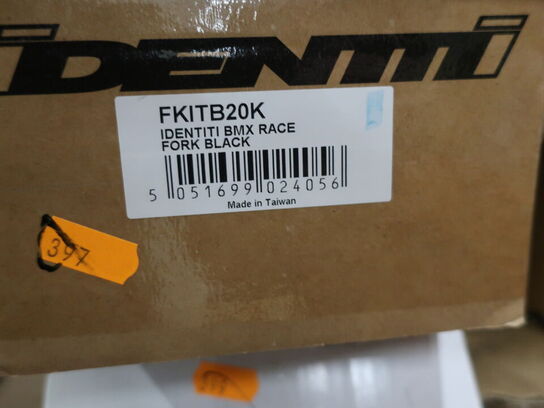 iDENTiTi
FKITB20K
IDENTITI BMX RACE
FORK BLACK
5 051699 024056
Made in Taiwan
397